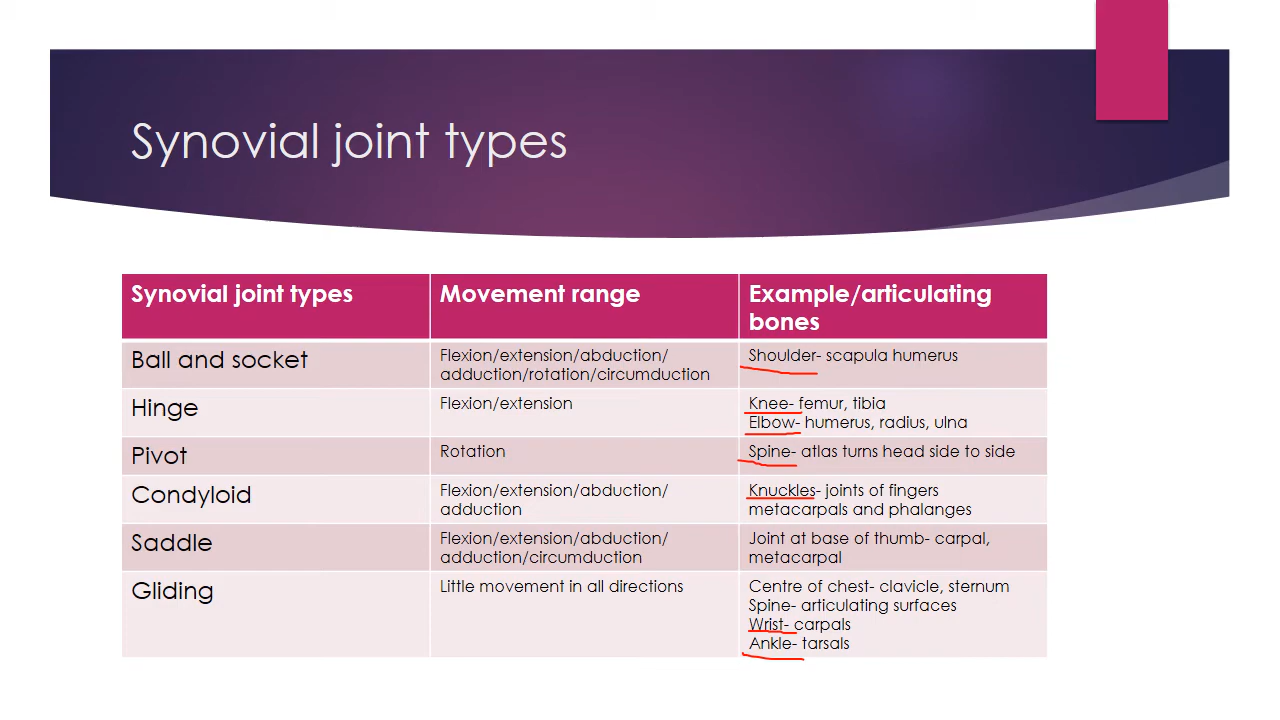 Synovial joint types
Synovial joint types
Movement range
Example/articulating
bones
Ball and socket
Flexion/extension/abduction/
adduction/rotation/circumduction
Shoulder- scapula humerus
Hinge
Flexion/extension
Knee- femur, tibia
Elbow- humerus, radius, ulna
Pivot
Rotation
Spine- atlas turns head side to side
Condyloid
Flexion/extension/abduction/
adduction
Knuckles- joints of fingers
metacarpals and phalanges
Saddle
Flexion/extension/abduction/
adduction/circumduction
Joint at base of thumb- carpal,
metacarpal
Gliding
Little movement in all directions
Centre of chest- clavicle, sternum
Spine- articulating surfaces
Wrist- carpals
Ankle- tarsals